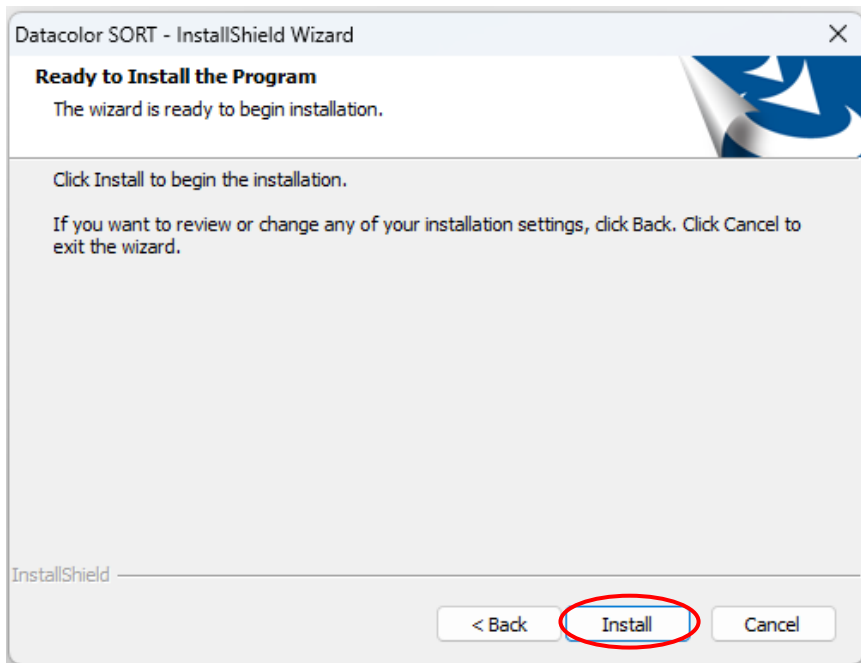 Datacolor SORT - InstallShield Wizard
Ready to Install the Program
The wizard is ready to begin installation.
Click Install to begin the installation.
If you want to review or change any of your installation settings, click Back. Click Cancel to
exit the wizard.
InstallShield
< Back Install Cancel